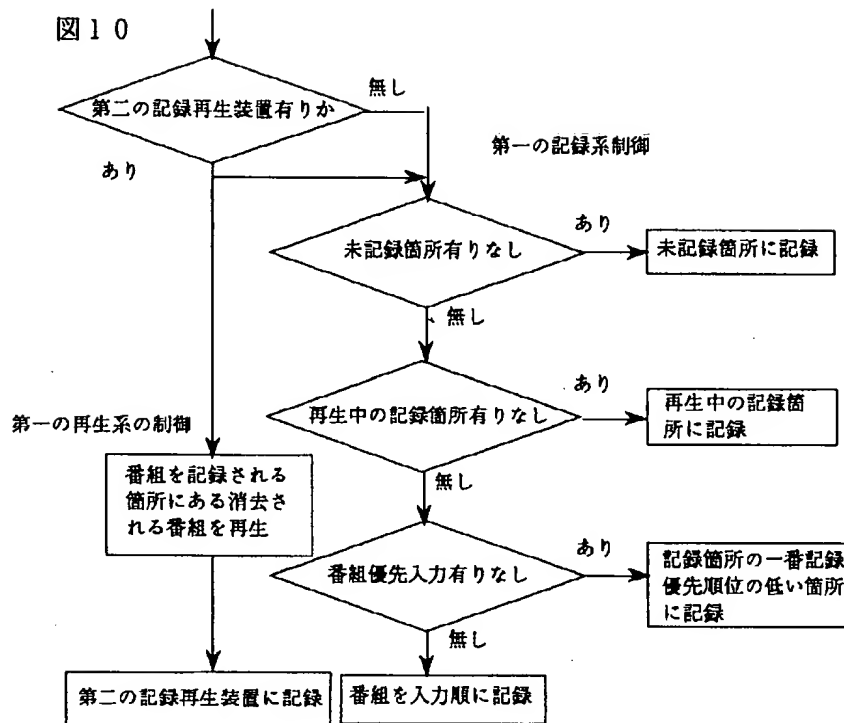 図10
第二の記録再生装置有りか
無し
第一の記録系制御
あり
未記録箇所有りなし
あり
未記録箇所に記録
無し
再生中の記録箇所有りなし
あり
再生中の記録箇
所に記録
第一の再生系の制御
番組を記録される
箇所にある消去さ
れる番組を再生
無し
番組優先入力有りなし
あり
記録箇所の一番記録
優先順位の低い箇所
に記録
無し
第二の記録再生装置に記録
番組を入力順に記録